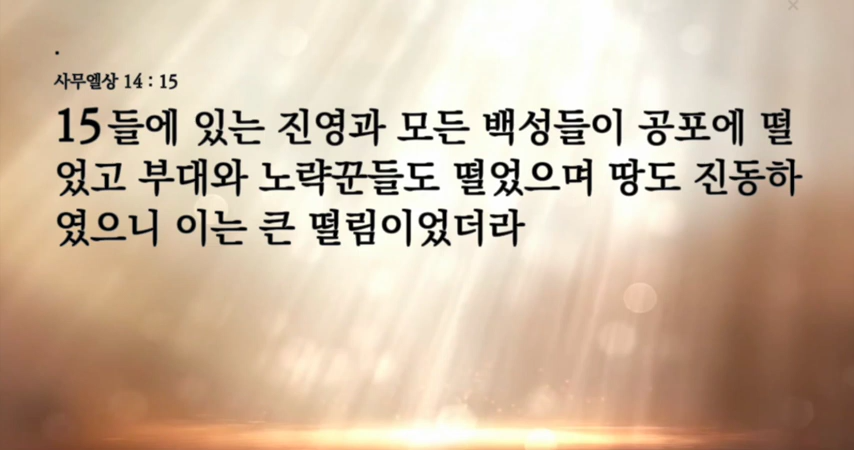 .
사무엘상 14 : 15
15 들에 있는 진영과 모든 백성들이 공포에 떨
었고 부대와 노략꾼들도 떨었으며 땅도 진동하
였으니 이는 큰 떨림이었더라